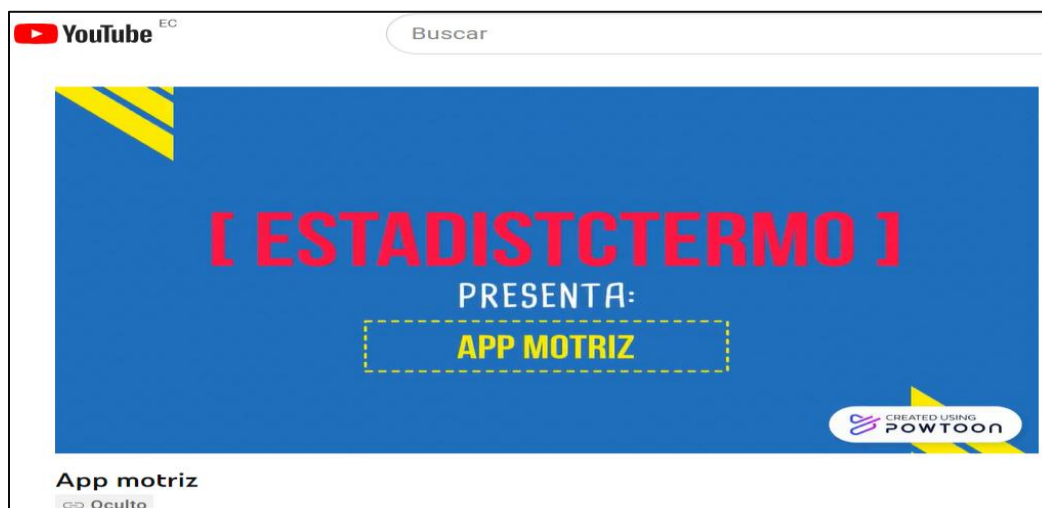 YouTube EC
Buscar
[ ESTADISTCTERMO ]
PRESENTA:
APP MOTRIZ
CREATED USING
POWTOON
App motriz
Oculto